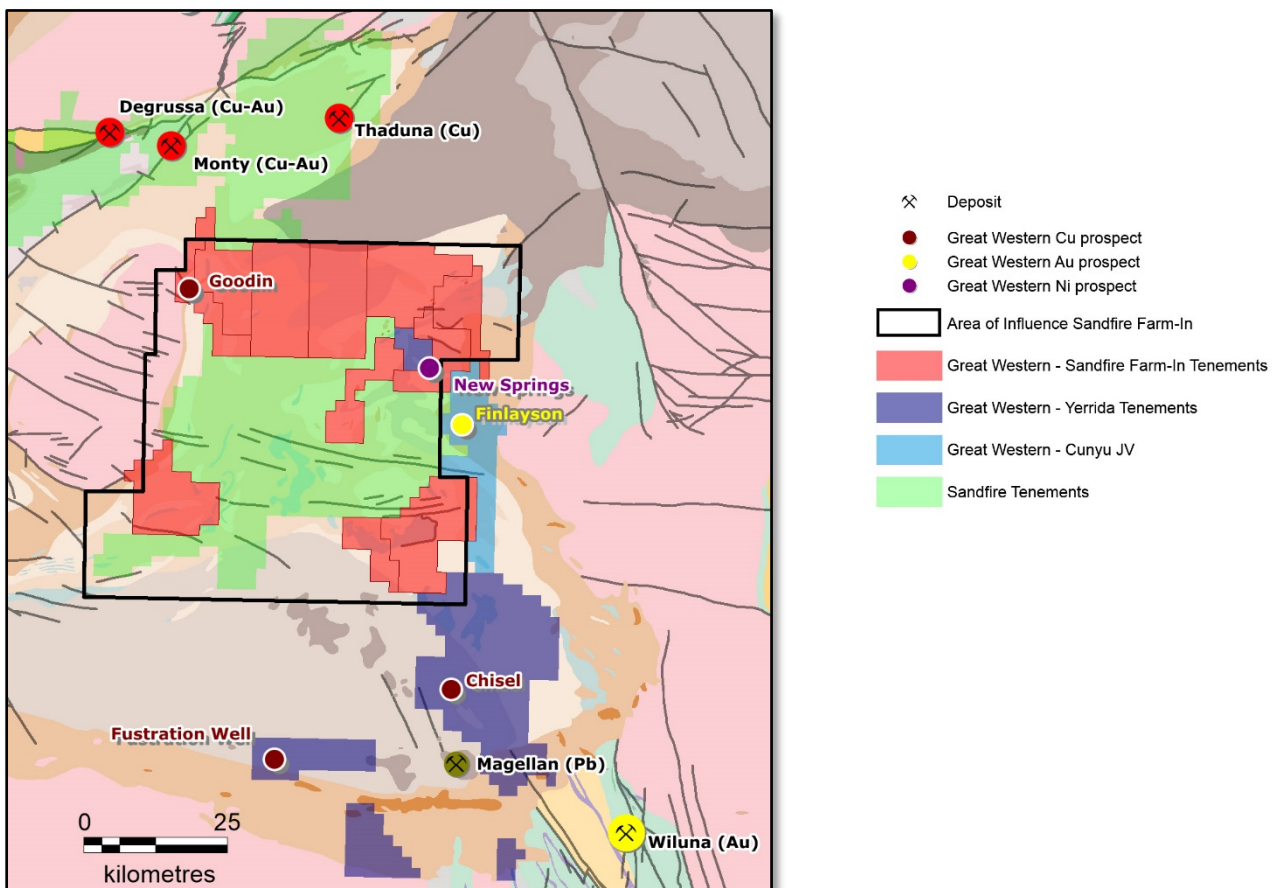 Degrussa (Cu-Au)
Thaduna (Cu)
Monty (Cu-Au)
Goodin
New Springs
Finlayson
Chisel
Fustration Well
Magellan (Pb)
Wiluna (Au)
0 25
kilometres
Deposit
Great Western Cu prospect
Great Western Au prospect
Great Western Ni prospect
Area of Influence Sandfire Farm-In
Great Western - Sandfire Farm-In Tenements
Great Western - Yerrida Tenements
Great Western - Cunyu JV
Sandfire Tenements